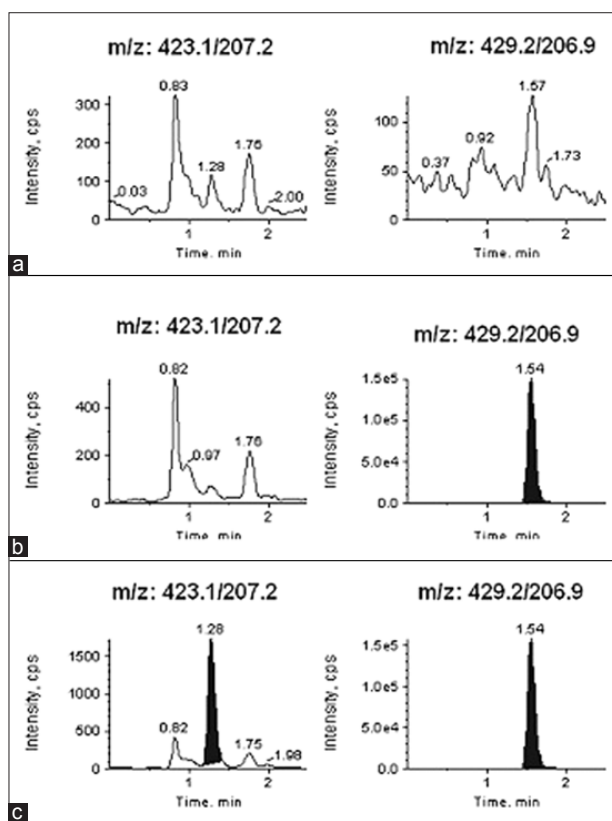 m/z: 423.1/207.2
0.83
300
200
100
0
0.03
1.28
1.76
2.00
Intensity, cps
1 2
Time, min
m/z: 429.2/206.9
1.57
100
50
0
0.37
0.92
1.73
Intensity, cps
1 2
Time, min
a
m/z: 423.1/207.2
0.82
400
200
0
0.97
1.76
Intensity, cps
1 2
Time, min
m/z: 429.2/206.9
1.54
1.5e5
1.0e5
5.0e4
0.0
Intensity, cps
1 2
Time, min
b
m/z: 423.1/207.2
1.28
1500
1000
500
0
0.82
1.75
1.98
Intensity, cps
1 2
Time, min
m/z: 429.2/206.9
1.54
1.5e5
1.0e5
5.0e4
0.0
Intensity, cps
1 2
Time, min
c